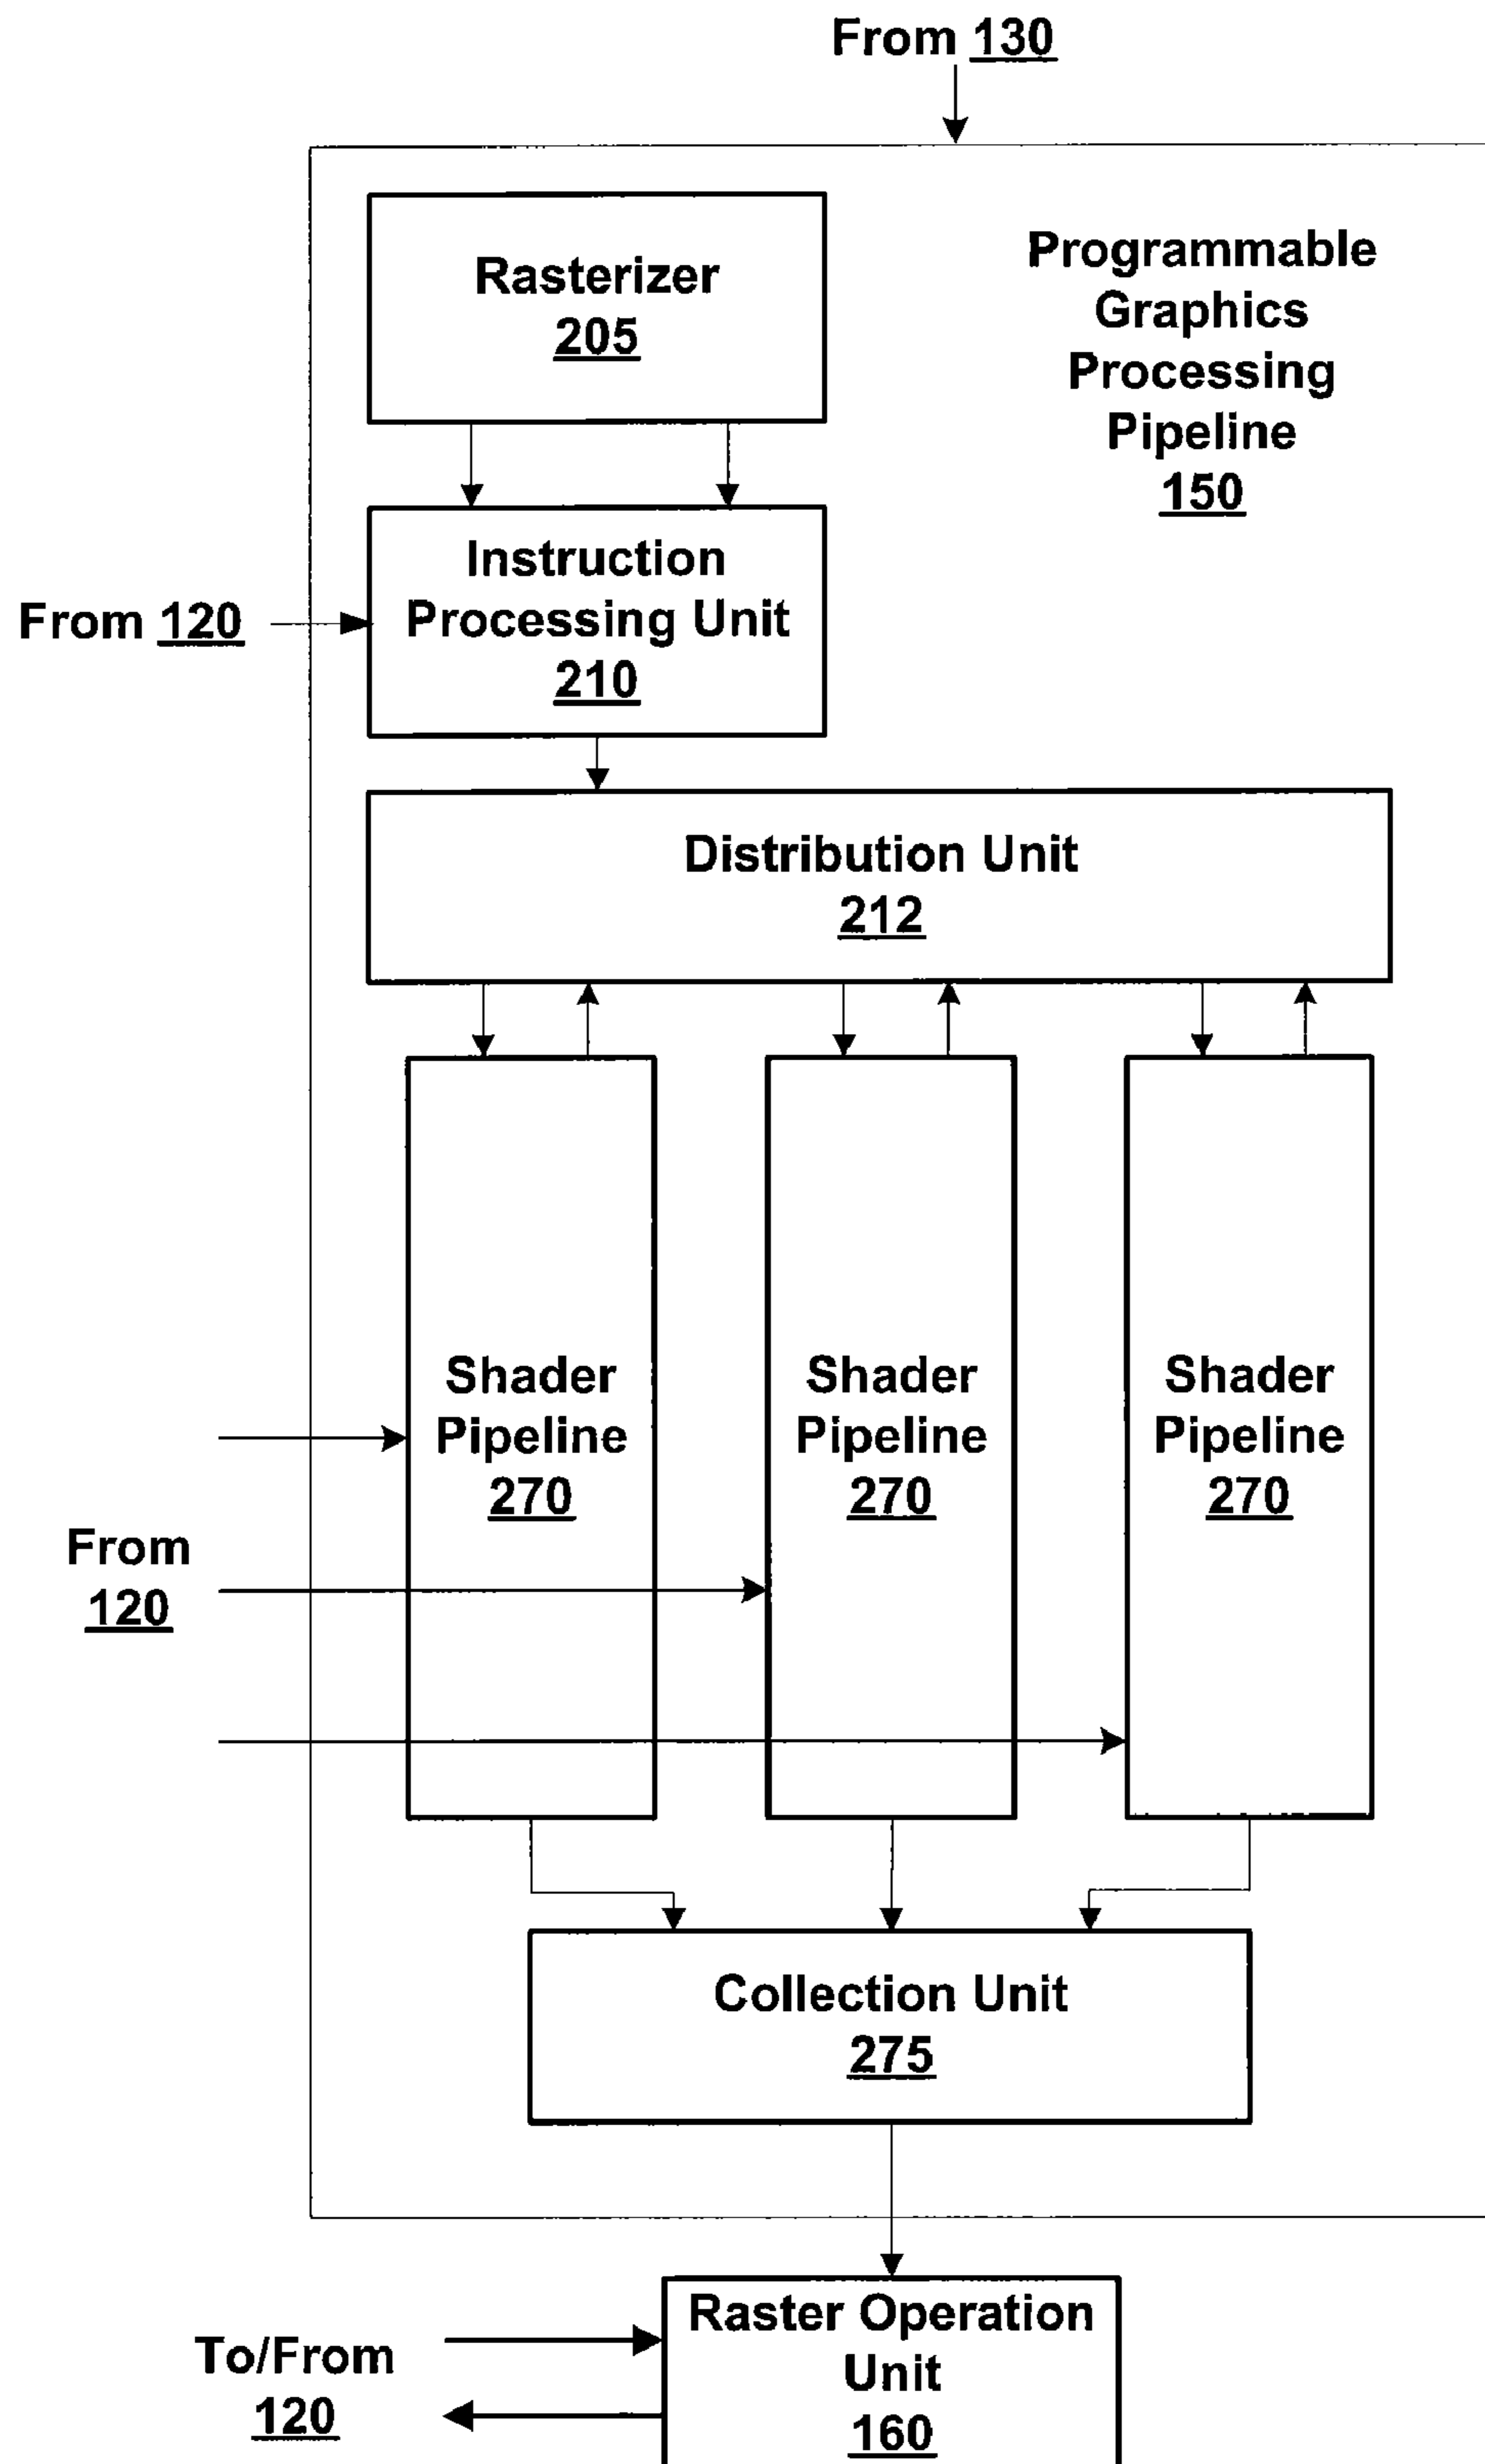 From 130
Rasterizer
205
Programmable
Graphics
Processing
Pipeline
150
From 120
Instruction
Processing Unit
210
Distribution Unit
212
Shader
Pipeline
270
Shader
Pipeline
270
Shader
Pipeline
270
From
120
Collection Unit
275
Raster Operation
Unit
160
To/From
120